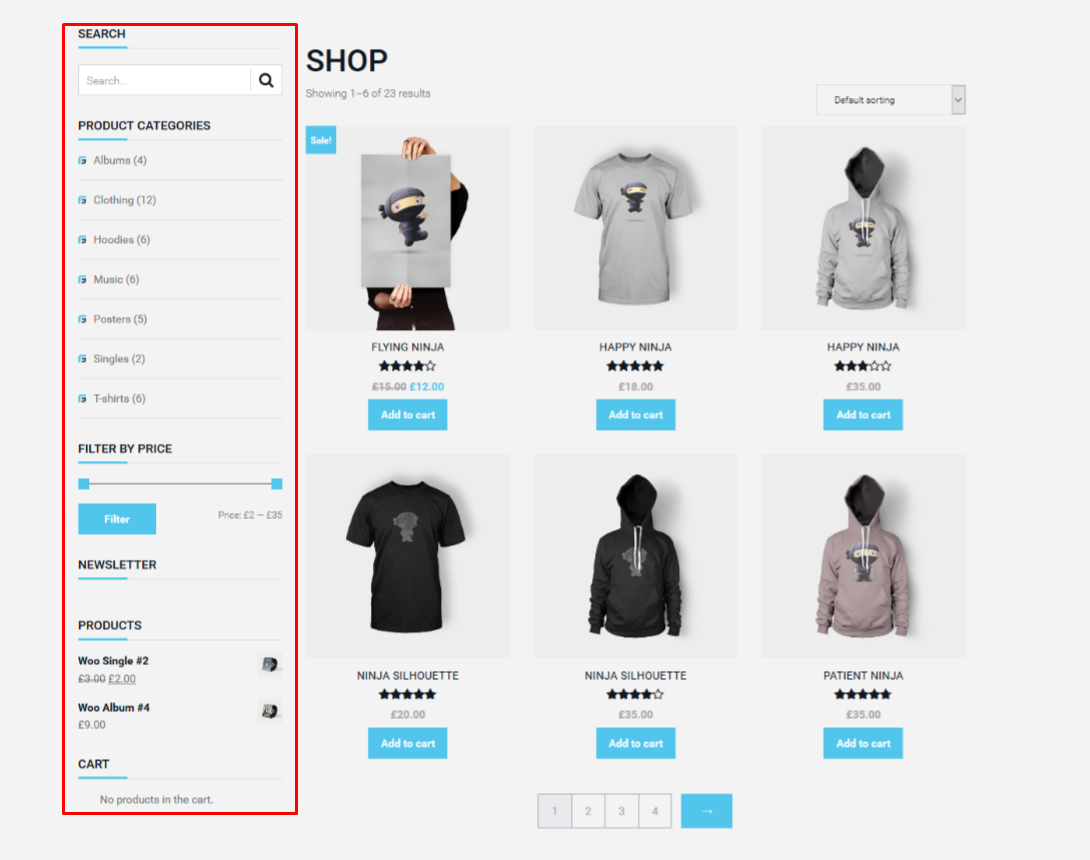 SEARCH
Search...
PRODUCT CATEGORIES
Albums (4)
Clothing (12)
Hoodies (6)
Music (6)
Posters (5)
Singles (2)
T-shirts (6)
FILTER BY PRICE
Filter
Price: £2 — £35
NEWSLETTER
PRODUCTS
Woo Single #2
£3.00 £2.00
Woo Album #4
£9.00
CART
No products in the cart.
SHOP
Showing 1–6 of 23 results
Default sorting
Sale!
FLYING NINJA
£15.00 £12.00
Add to cart
HAPPY NINJA
£18.00
Add to cart
HAPPY NINJA
£35.00
Add to cart
NINJA SILHOUETTE
£20.00
Add to cart
NINJA SILHOUETTE
£35.00
Add to cart
PATIENT NINJA
£35.00
Add to cart
1 2 3 4 →